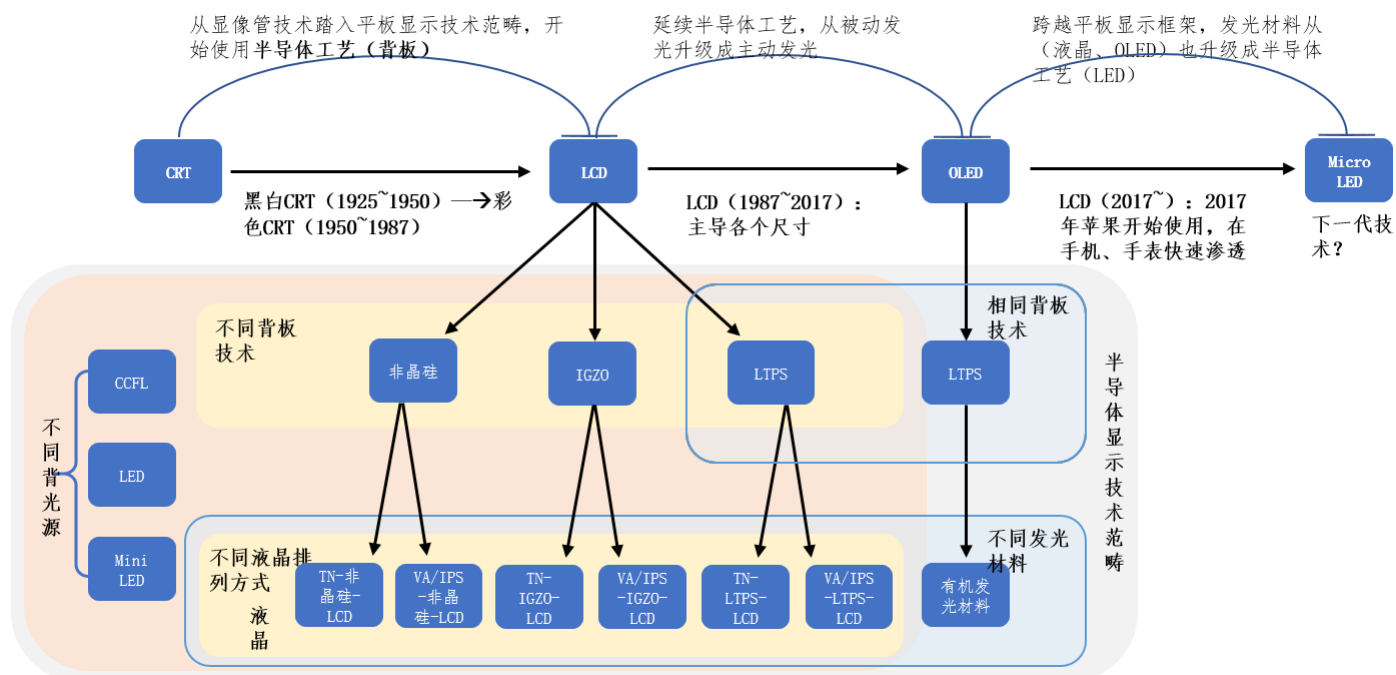 从显像管技术踏入平板显示技术范畴，开
始使用半导体工艺（背板）
延续半导体工艺，从被动发
光升级成主动发光
跨越平板显示框架，发光材料从
（液晶、OLED）也升级成半导体
工艺（LED）
CRT
LCD
OLED
Micro
LED
黑白CRT（1925~1950）—→彩
色CRT（1950~1987）
LCD（1987~2017）：
主导各个尺寸
LCD（2017~）：2017
年苹果开始使用，在
手机、手表快速渗透
下一代技
术？
不同背板
技术
相同背板
技术
非晶硅
IGZO
LTPS
LTPS
CCFL
LED
Mini
LED
不
同
背
光
源
半
导
体
显
示
技
术
范
畴
不同液晶排
列方式
液
晶
不同发光
材料
TN-非
晶硅-
LCD
VA/IPS
-非晶
硅-LCD
TN-
IGZO-
LCD
VA/IPS
-IGZO-
LCD
TN-
LTPS-
LCD
VA/IPS
-LTPS-
LCD
有机发
光材料